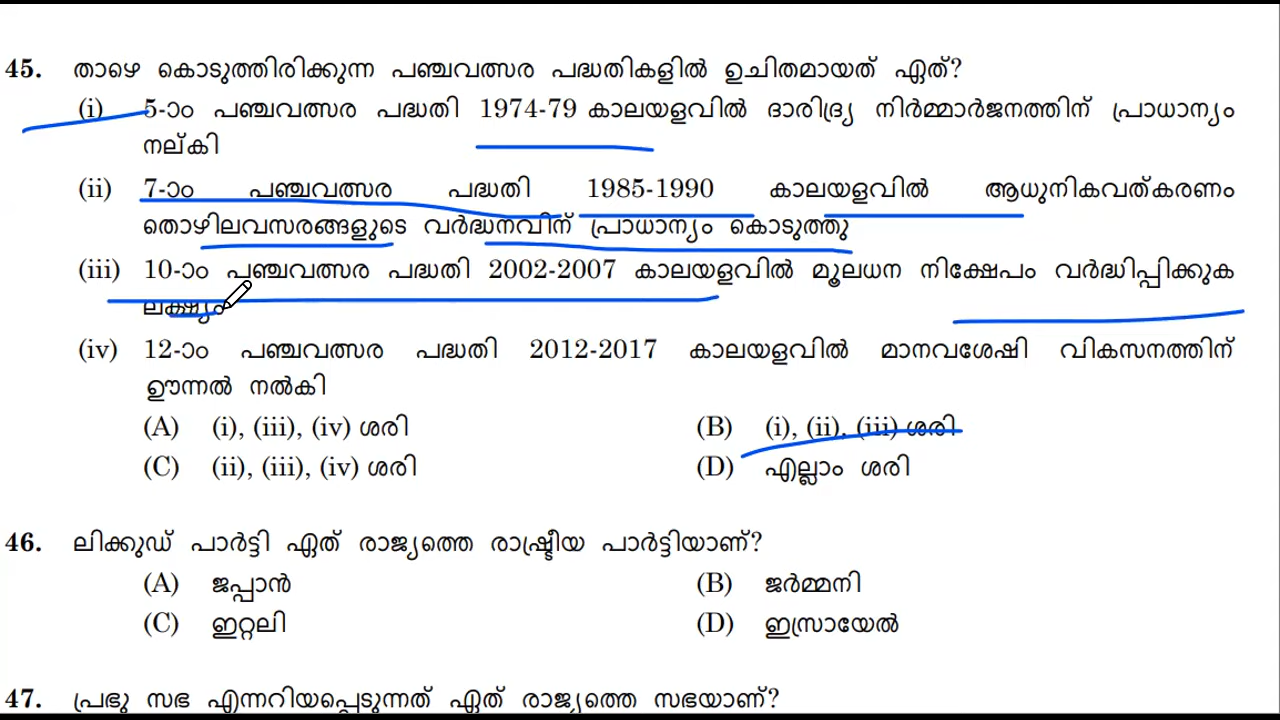 45. താഴെ കൊടുത്തിരിക്കുന്ന പഞ്ചവത്സര പദ്ധതികളിൽ ഉചിതമായത് ഏത്?
(i) 5-ാം പഞ്ചവത്സര പദ്ധതി 1974-79 കാലയളവിൽ ദാരിദ്ര്യ നിർമ്മാർജനത്തിന് പ്രാധാന്യം
നല്കി
(ii) 7-ാം പഞ്ചവത്സര പദ്ധതി 1985-1990 കാലയളവിൽ ആധുനികവത്കരണം
തൊഴിലവസരങ്ങളുടെ വർദ്ധനവിന് പ്രാധാന്യം കൊടുത്തു
(iii) 10-ാം പഞ്ചവത്സര പദ്ധതി 2002-2007 കാലയളവിൽ മൂലധന നിക്ഷേപം വർദ്ധിപ്പിക്കുക
ലക്ഷ്യം
(iv) 12-ാം പഞ്ചവത്സര പദ്ധതി 2012-2017 കാലയളവിൽ മാനവശേഷി വികസനത്തിന്
ഊന്നൽ നൽകി
(A) (i), (iii), (iv) ശരി (B) (i), (ii), (iii) ശരി
(C) (ii), (iii), (iv) ശരി (D) എല്ലാം ശരി
46. ലിക്കുഡ് പാർട്ടി ഏത് രാജ്യത്തെ രാഷ്ട്രീയ പാർട്ടിയാണ്?
(A) ജപ്പാൻ (B) ജർമ്മനി
(C) ഇറ്റലി (D) ഇസ്രായേൽ
47. പ്രഭു സഭ എന്നറിയപ്പെടുന്നത് ഏത് രാജ്യത്തെ സഭയാണ്?